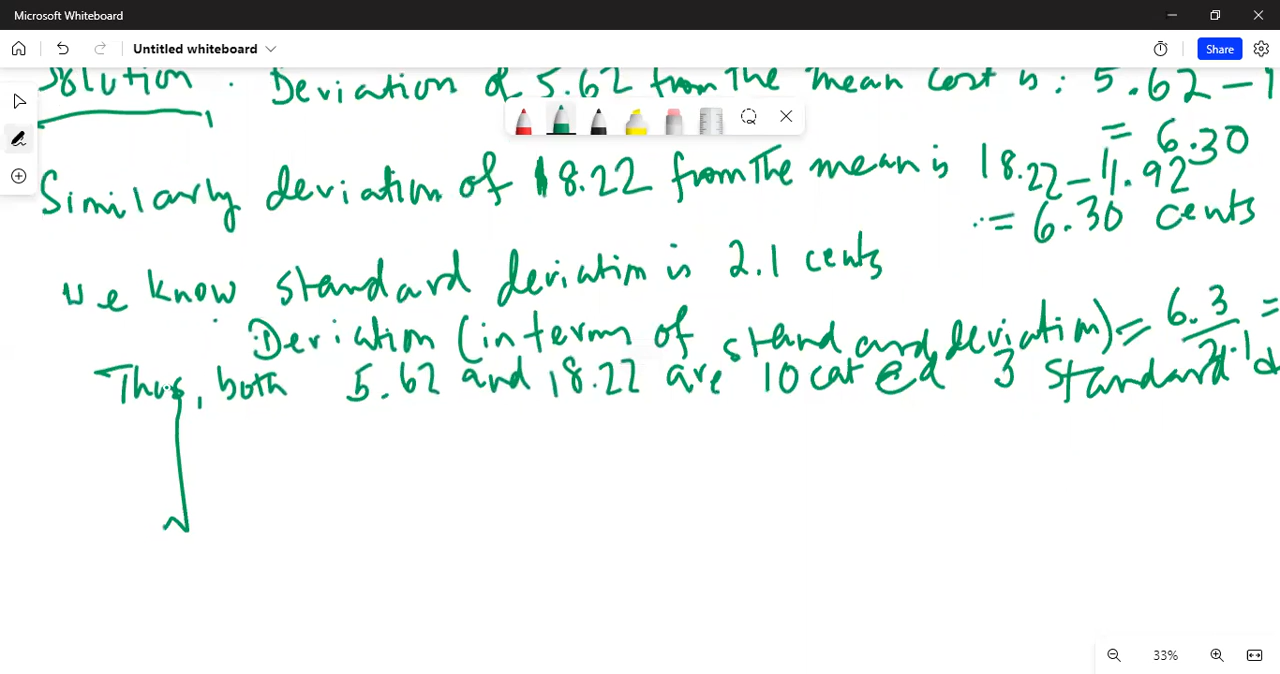 Microsoft Whiteboard
Untitled whiteboard
Share
Solution . Deviation of 5.62 from the mean cost is : 5.62 – 1
= 6.30
Similarly deviation of 18.22 from the mean is 18.22 – 11.92
= 6.30 cents
We know standard deviation is 2.1 cents
Deviation (in terms of standard deviation) = 6.3/2.1 =
Thus, both 5.62 and 18.22 are located 3 standard d
33%